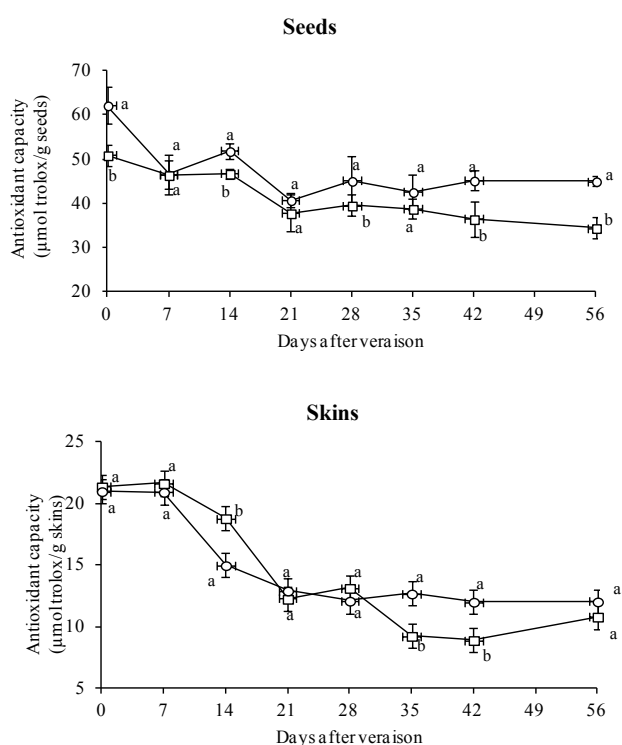 Seeds
Antioxidant capacity
(μmol trolox/g seeds)
70
60
50
40
30
20
a
b
a
a
a
b
a
a
a
b
a
a
a
b
a
b
0 7 14 21 28 35 42 49 56
Days after veraison
Skins
Antioxidant capacity
(μmol trolox/g skins)
25
20
15
10
5
a
a
a
a
b
a
a
a
a
a
a
b
a
b
a
a
0 7 14 21 28 35 42 49 56
Days after veraison